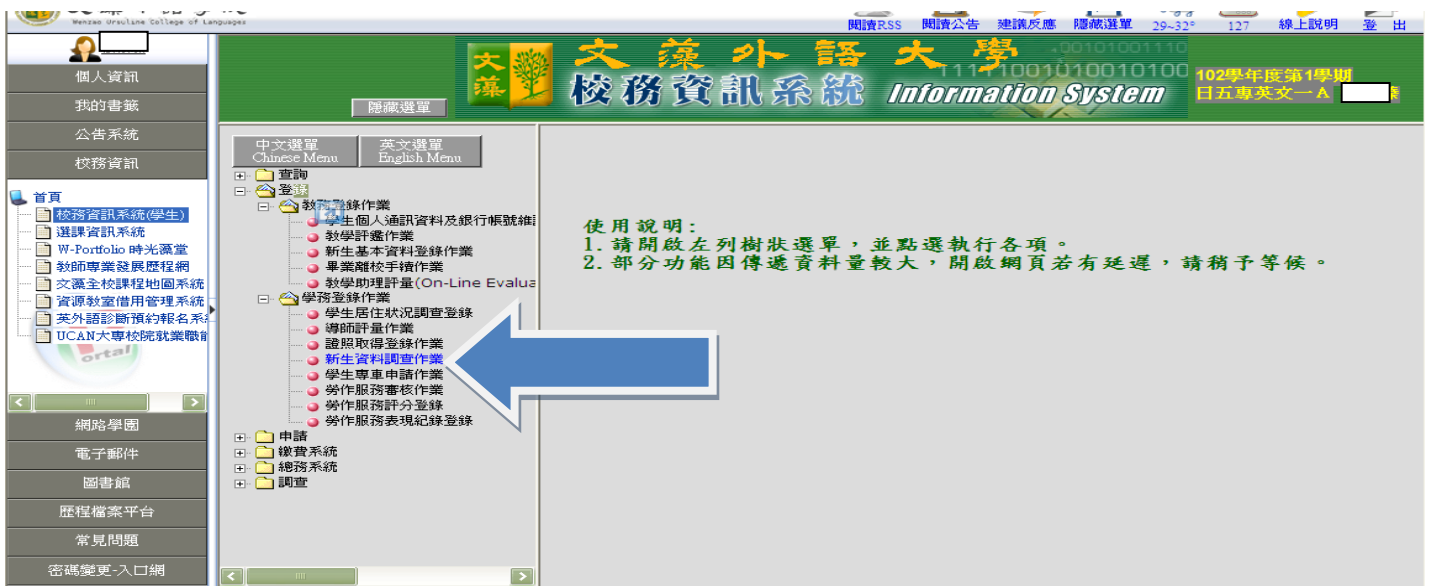 Wenzao Ursuline College of Languages
閱讀RSS 閱讀公告 建議反應 隱藏選單 29~32° 127 線上說明 登 出
個人資訊
我的書籤
公告系統
校務資訊
首頁
校務資訊系統(學生)
選課資訊系統
W-Portfolio 時光藻堂
教師專業發展歷程網
文藻全校課程地圖系統
資源教室借用管理系統
英外語診斷預約報名系
UCAN大專校院就業職能
portal
網路學園
電子郵件
圖書館
歷程檔案平台
常見問題
密碼變更-入口網
隱藏選單
文藻
文藻外語大學
校務資訊系統 Information System
102學年度第1學期
日五專英文一A
中文選單 Chinese Menu
英文選單 English Menu
查詢
登錄
教務登錄作業
學生個人通訊資料及銀行帳號維
教學評鑑作業
新生基本資料登錄作業
畢業離校手續作業
教學助理評量(On-Line Evalua
學務登錄作業
學生居住狀況調查登錄
導師評量作業
證照取得登錄作業
新生資料調查作業
學生專車申請作業
勞作服務審核作業
勞作服務評分登錄
勞作服務表現紀錄登錄
申請
繳費系統
總務系統
調查
使用說明:
1. 請開啟左列樹狀選單，並點選執行各項。
2. 部分功能因傳遞資料量較大，開啟網頁若有延遲，請稍予等候。